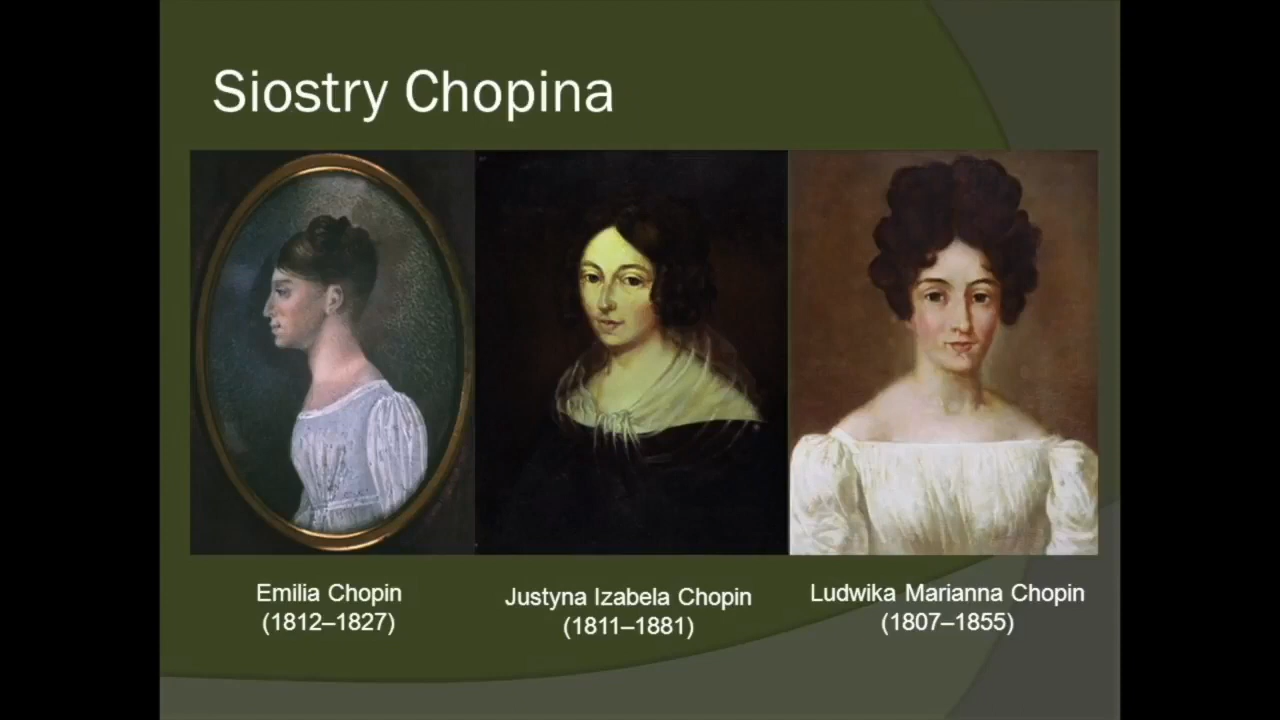 Siostry Chopina
Emilia Chopin
(1812–1827)
Justyna Izabela Chopin
(1811–1881)
Ludwika Marianna Chopin
(1807–1855)